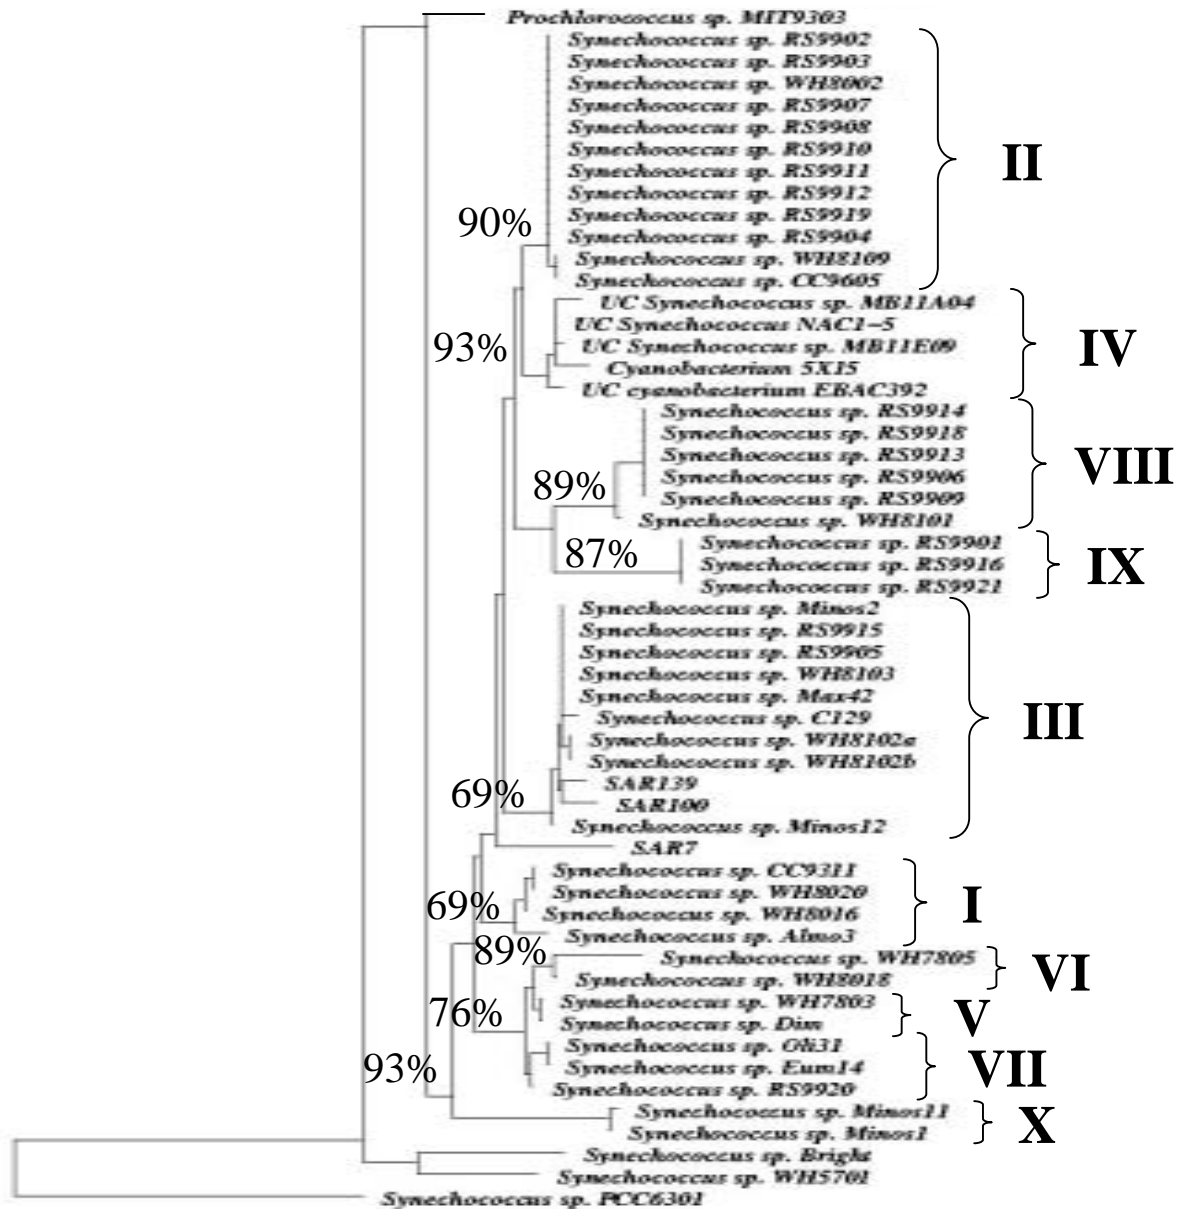 Prochlorococcus sp. MIT9303
Synechococcus sp. RS9902
Synechococcus sp. RS9903
Synechococcus sp. WH8002
Synechococcus sp. RS9907
Synechococcus sp. RS9908
Synechococcus sp. RS9910
Synechococcus sp. RS9911
Synechococcus sp. RS9912
Synechococcus sp. RS9919
Synechococcus sp. RS9904
Synechococcus sp. WH8109
Synechococcus sp. CC9605
II
90%
UC Synechococcus sp. MB11A04
UC Synechococcus NAC1-5
UC Synechococcus sp. MB11E09
Cyanobacterium 5X15
UC cyanobacterium EBAC392
IV
93%
Synechococcus sp. RS9914
Synechococcus sp. RS9918
Synechococcus sp. RS9913
Synechococcus sp. RS9906
Synechococcus sp. RS9909
Synechococcus sp. WH8101
VIII
89%
Synechococcus sp. RS9901
Synechococcus sp. RS9916
Synechococcus sp. RS9921
IX
87%
Synechococcus sp. Minos2
Synechococcus sp. RS9915
Synechococcus sp. RS9905
Synechococcus sp. WH8103
Synechococcus sp. Max42
Synechococcus sp. C129
Synechococcus sp. WH8102a
Synechococcus sp. WH8102b
SAR139
SAR100
Synechococcus sp. Minos12
III
69%
SAR7
Synechococcus sp. CC9311
Synechococcus sp. WH8020
Synechococcus sp. WH8016
Synechococcus sp. Almo3
I
69%
89%
Synechococcus sp. WH7805
Synechococcus sp. WH8018
VI
Synechococcus sp. WH7803
Synechococcus sp. Dim
V
76%
Synechococcus sp. Oli31
Synechococcus sp. Eum14
Synechococcus sp. RS9920
VII
93%
Synechococcus sp. Minos11
Synechococcus sp. Minos1
X
Synechococcus sp. Bright
Synechococcus sp. WH5701
Synechococcus sp. PCC6301